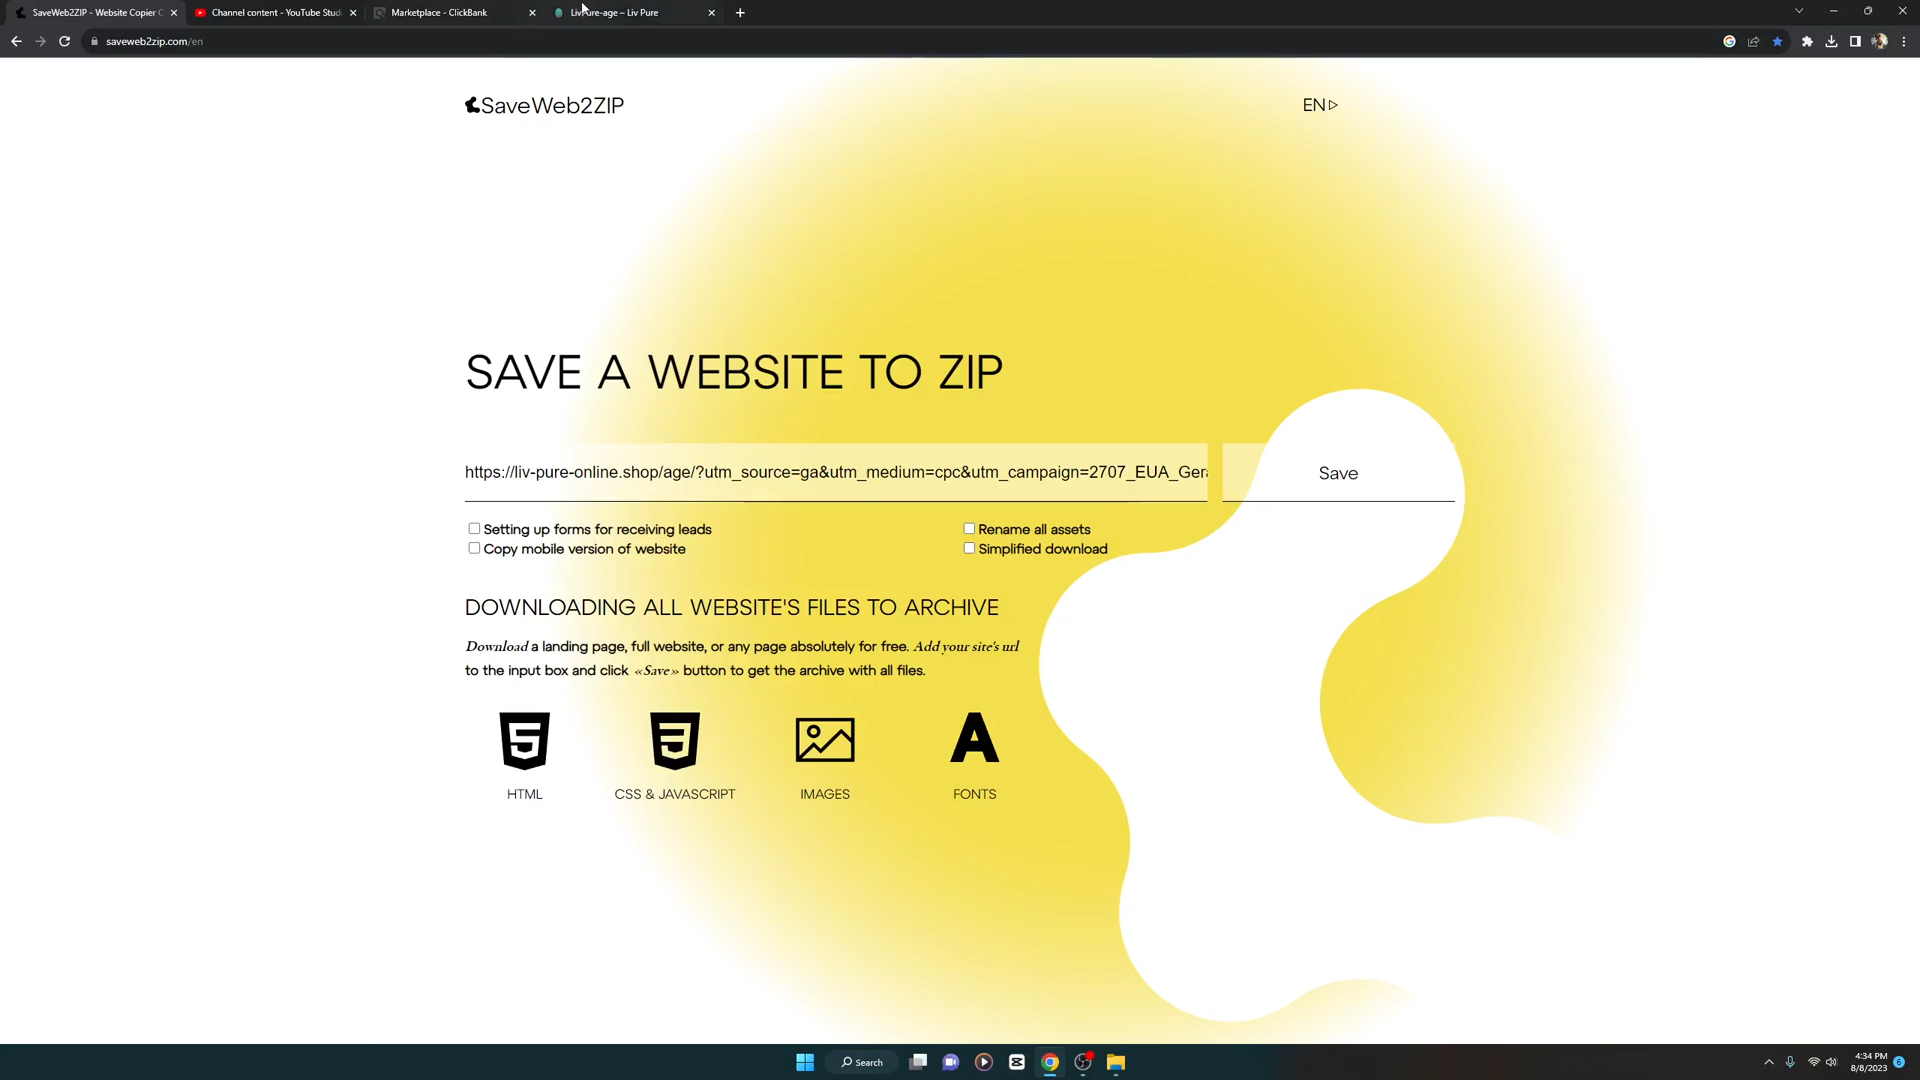 SaveWeb2ZIP - Website Copier C
Channel content - YouTube Stud
Marketplace - ClickBank
LivPure-age – Liv Pure
saveweb2zip.com/en
SaveWeb2ZIP
EN
SAVE A WEBSITE TO ZIP
https://liv-pure-online.shop/age/?utm_source=ga&utm_medium=cpc&utm_campaign=2707_EUA_Gera
Save
Setting up forms for receiving leads
Rename all assets
Copy mobile version of website
Simplified download
DOWNLOADING ALL WEBSITE'S FILES TO ARCHIVE
Download a landing page, full website, or any page absolutely for free. Add your site's url
to the input box and click «Save» button to get the archive with all files.
HTML
CSS & JAVASCRIPT
IMAGES
FONTS
Search
4:34 PM
8/8/2023
6